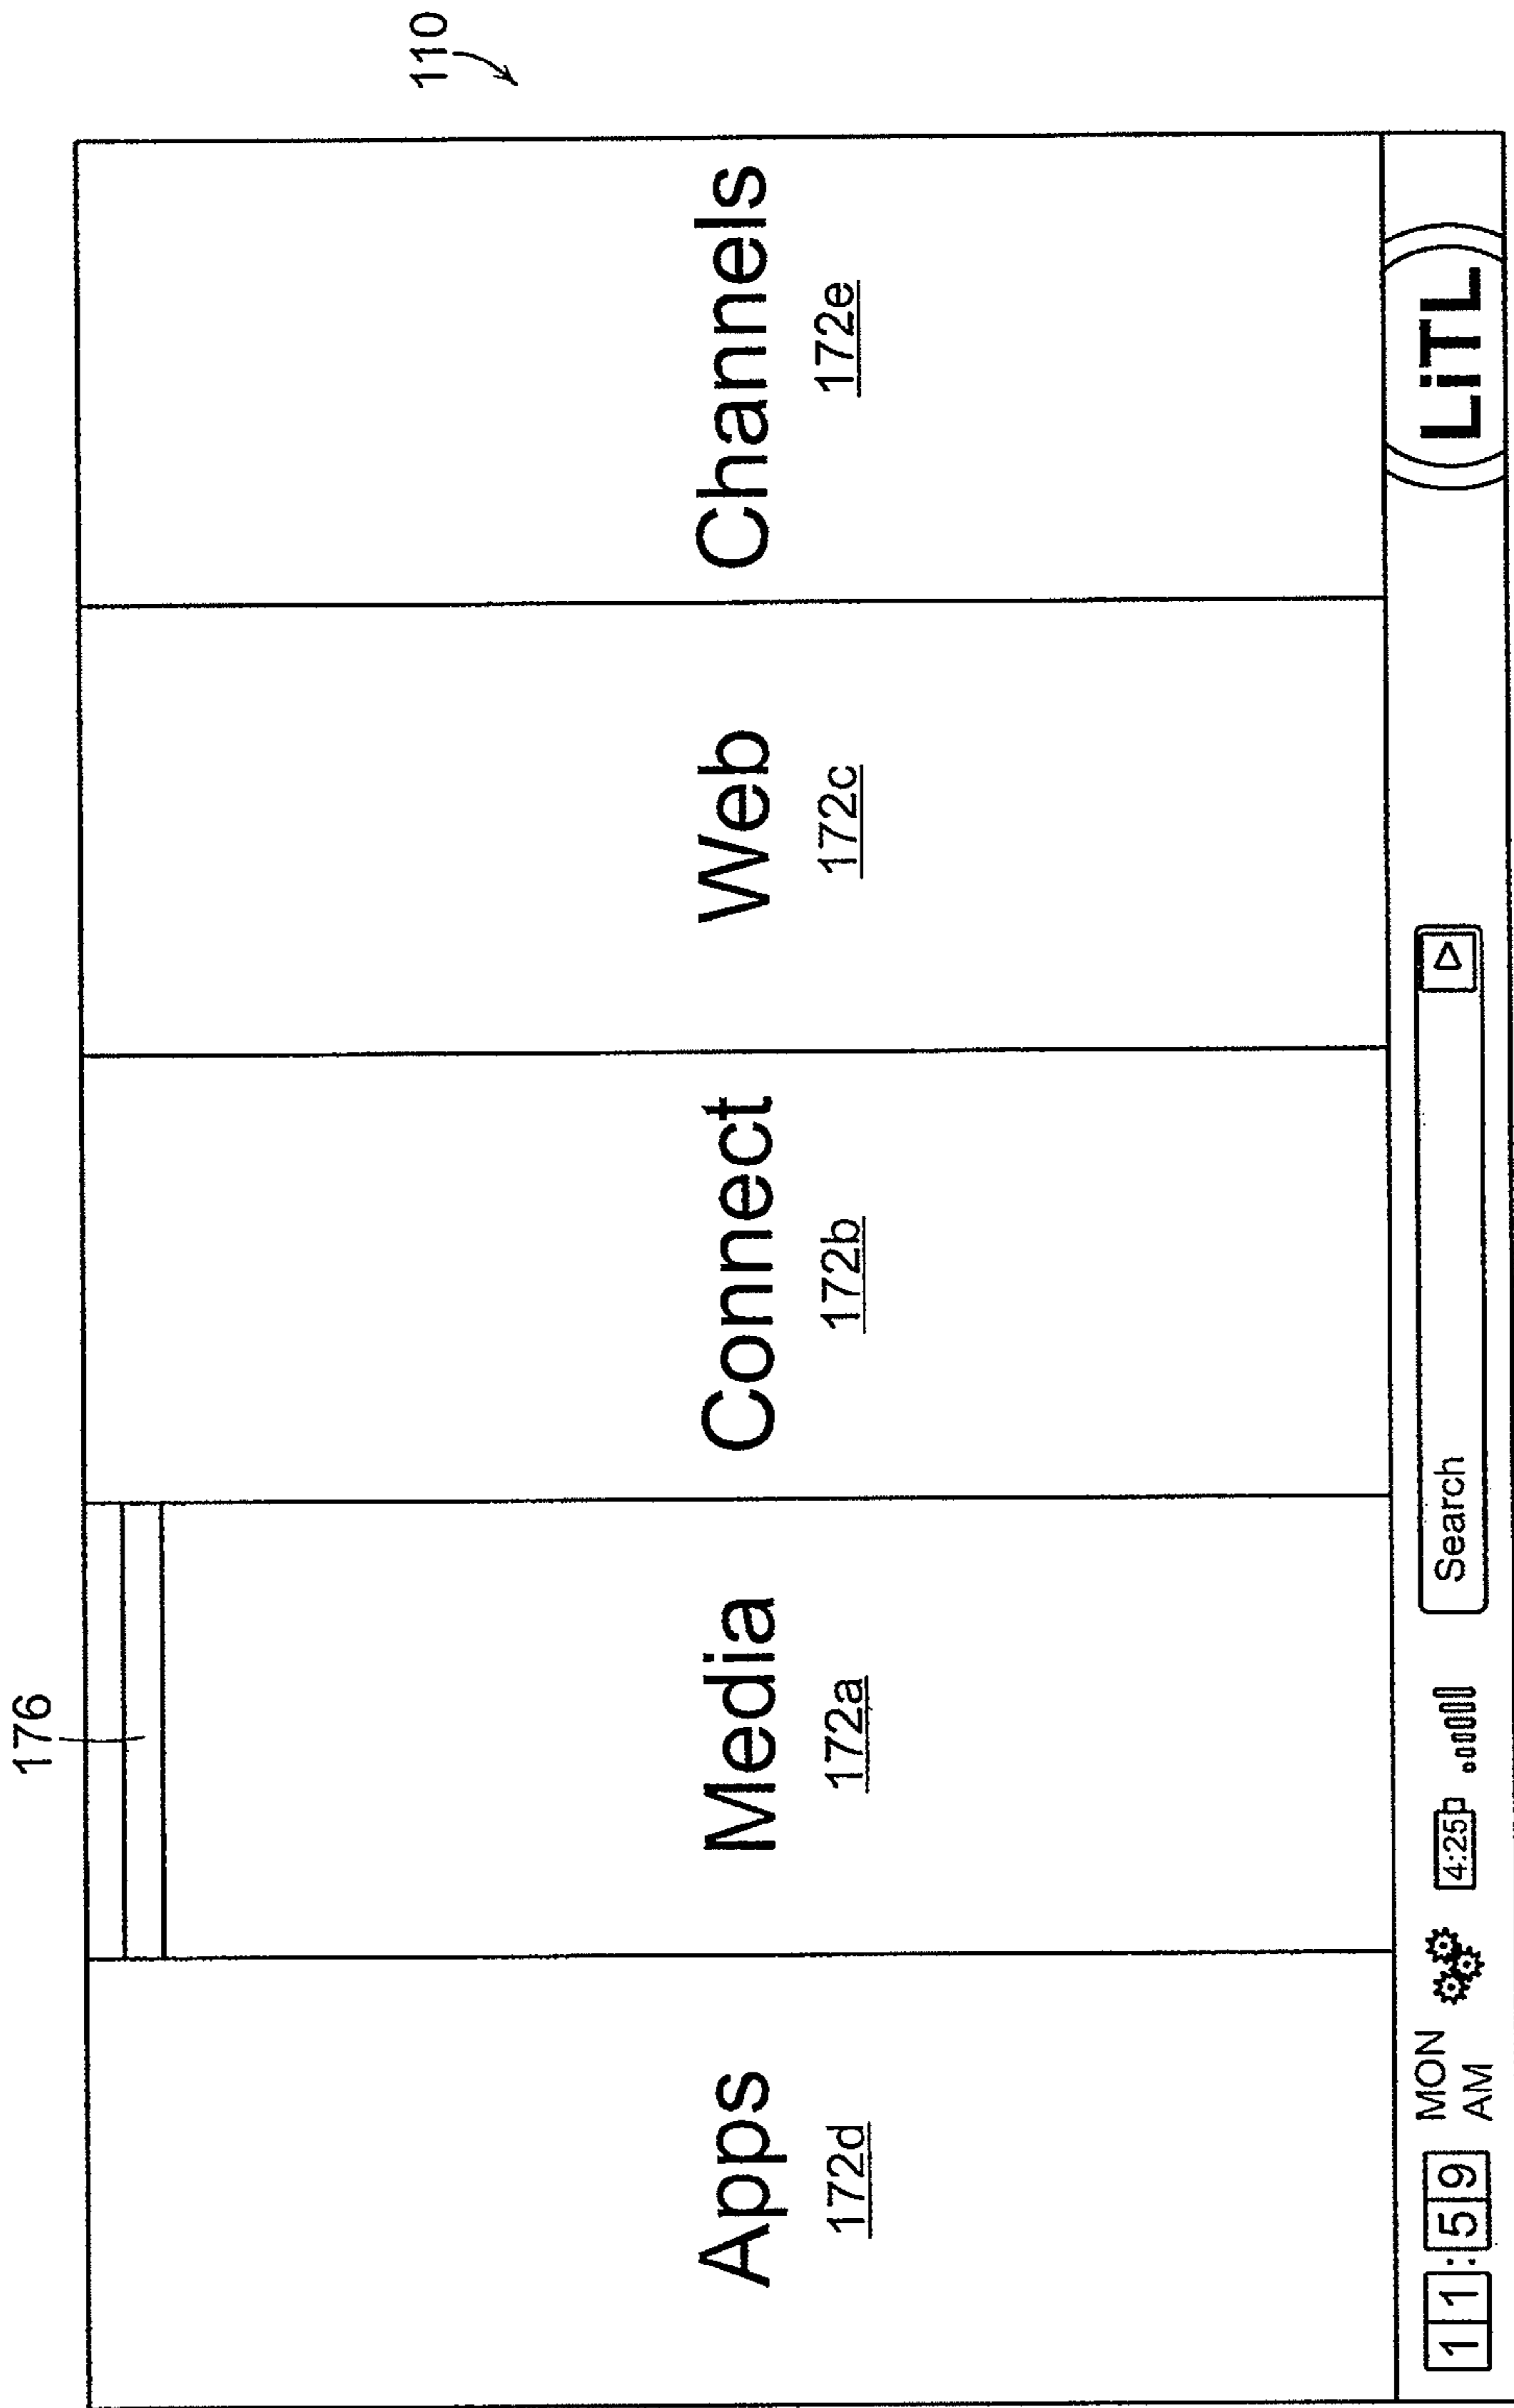 110
176
Apps Media Connect Web Channels
172d 172a 172b 172c 172e
11:59 MON AM 4:25 Search LiTL